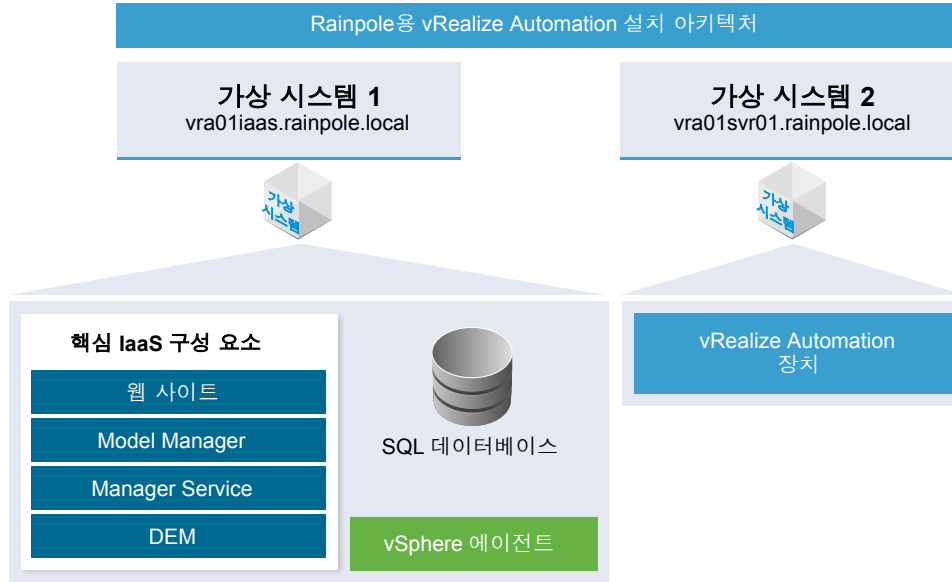 Rainpole용 vRealize Automation 설치 아키텍처
가상 시스템 1
vra01iaas.rainpole.local
가상 시스템 2
vra01svr01.rainpole.local
가상
시스템
가상
시스템
핵심 IaaS 구성 요소
웹 사이트
Model Manager
Manager Service
DEM
SQL 데이터베이스
vSphere 에이전트
vRealize Automation
장치